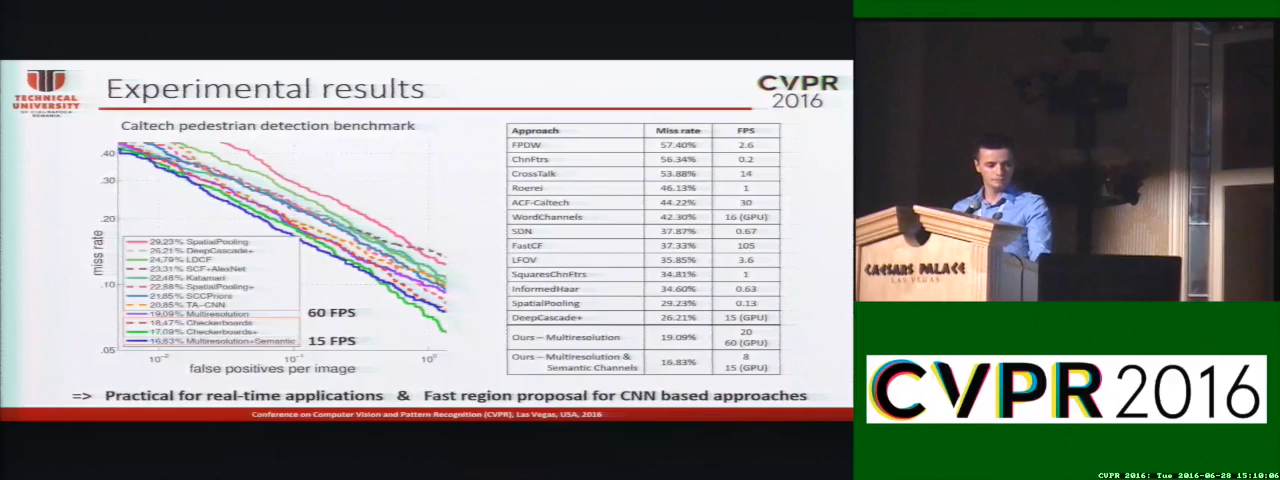 TECHNICAL
UNIVERSITY
OF CLUJ-NAPOCA
ROMANIA
Experimental results
CVPR
2016
Caltech pedestrian detection benchmark
.40
.30
.20
.10
.05
miss rate
29,23% SpatialPooling
26,21% DeepCascade+
24,79% LDCF
23,31% SCF+AlexNet
22,48% Katamari
22,88% SpatialPooling+
21,85% SCCPriors
20,85% TA-CNN
19,09% Multiresolution
18,47% Checkerboards
17,09% Checkerboards+
16,83% Multiresolution+Semantic
60 FPS
15 FPS
10⁻²
10⁻¹
10⁰
false positives per image
Approach Miss rate FPS
FPDW 57.40% 2.6
ChnFtrs 56.34% 0.2
CrossTalk 53.88% 14
Roerei 46.13% 1
ACF-Caltech 44.22% 30
WordChannels 42.30% 16 (GPU)
SDN 37.87% 0.67
FastCF 37.33% 105
LFOV 35.85% 3.6
SquaresChnFtrs 34.81% 1
InformedHaar 34.60% 0.63
SpatialPooling 29.23% 0.13
DeepCascade+ 26.21% 15 (GPU)
Ours – Multiresolution 19.09% 20
60 (GPU)
Ours – Multiresolution & 16.83% 8
Semantic Channels 15 (GPU)
=> Practical for real-time applications & Fast region proposal for CNN based approaches
Conference on Computer Vision and Pattern Recognition (CVPR), Las Vegas, USA, 2016
CAESARS PALACE
LAS VEGAS
CVPR 2016
CVPR 2016: Tue 2016-06-28 15:10:06